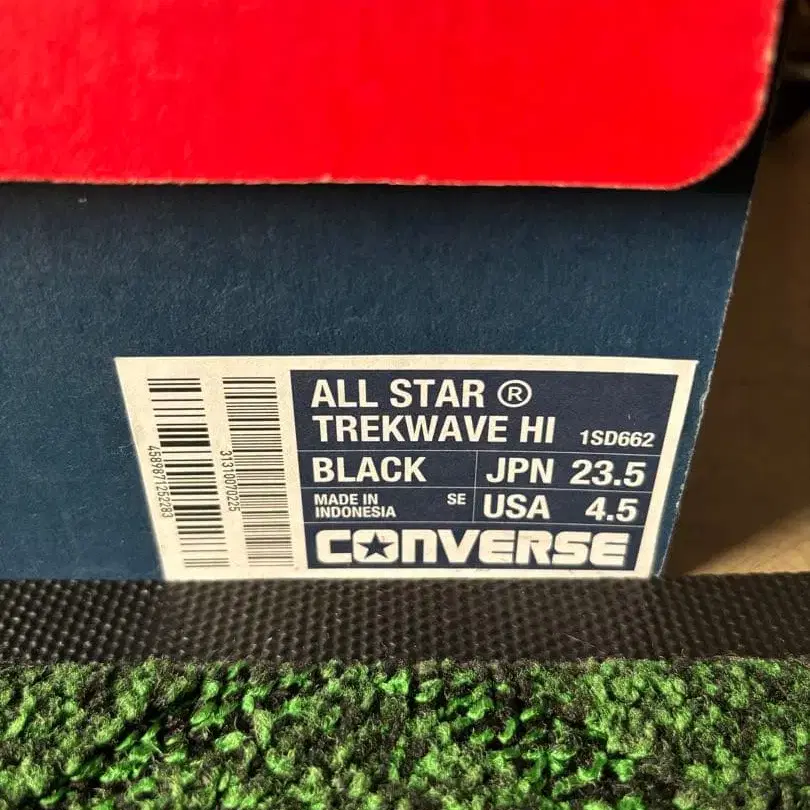 4589871252283
31310070225
ALL STAR ®
TREKWAVE HI 1SD662
BLACK JPN 23.5
MADE IN INDONESIA SE USA 4.5
CONVERSE